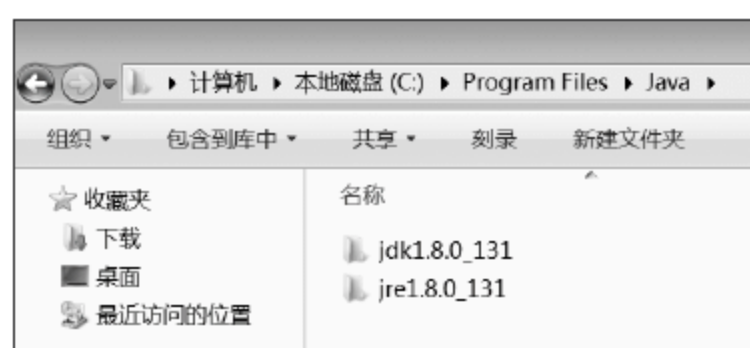 计算机 本地磁盘 (C:) Program Files Java
组织 包含到库中 共享 刻录 新建文件夹
收藏夹
下载
桌面
最近访问的位置
名称
jdk1.8.0_131
jre1.8.0_131